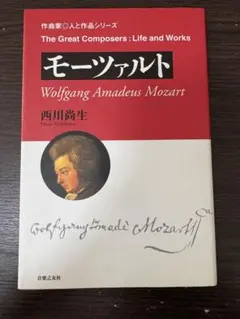 作曲家◎人と作品シリーズ
The Great Composers : Life and Works
モーツァルト
Wolfgang Amadeus Mozart
西川尚生
音楽之友社